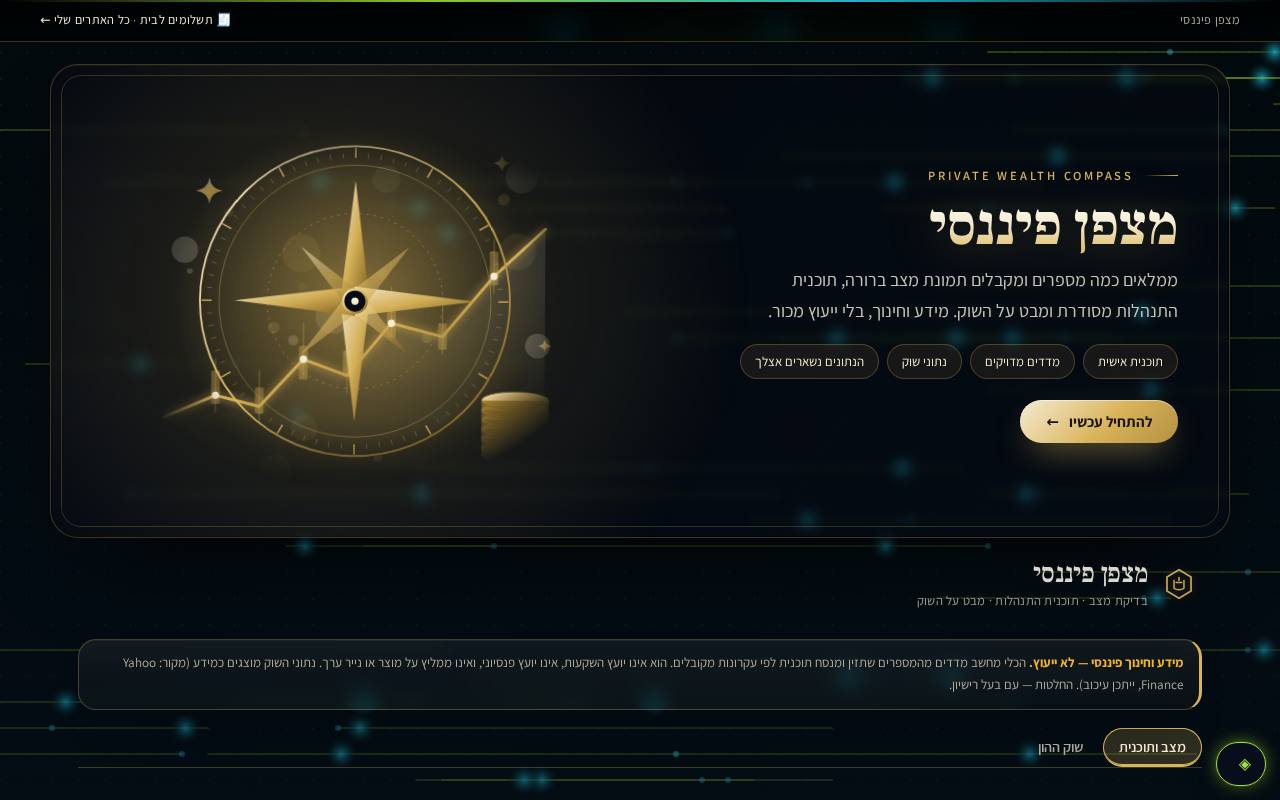 מצפן פיננסי
🧾 תשלומים לבית · כל האתרים שלי ←
PRIVATE WEALTH COMPASS
מצפן פיננסי
ממלאים כמה מספרים ומקבלים תמונת מצב ברורה, תוכנית
התנהלות מסודרת ומבט על השוק. מידע וחינוך, בלי ייעוץ מכור.
תוכנית אישית
מדדים מדויקים
נתוני שוק
הנתונים נשארים אצלך
להתחיל עכשיו ←
מצפן פיננסי
בדיקת מצב · תוכנית התנהלות · מבט על השוק
מידע וחינוך פיננסי — לא ייעוץ. הכלי מחשב מדדים מהמספרים שתזין ומנסח תוכנית לפי עקרונות מקובלים. הוא אינו יועץ השקעות, אינו יועץ פנסיוני, ואינו ממליץ על מוצר או נייר ערך. נתוני השוק מוצגים כמידע (מקור: Yahoo
Finance, ייתכן עיכוב). החלטות — עם בעל רישיון.
מצב ותוכנית
שוק ההון